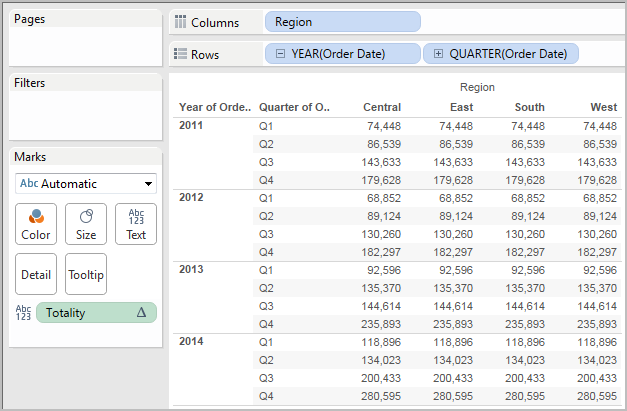 Pages
Columns Region
Rows YEAR(Order Date) QUARTER(Order Date)
Filters
Marks
Abc Automatic
Color Size Abc 123 Text
Detail Tooltip
Abc 123 Totality Δ
Region
Year of Orde.. Quarter of O.. Central East South West
2011 Q1 74,448 74,448 74,448 74,448
Q2 86,539 86,539 86,539 86,539
Q3 143,633 143,633 143,633 143,633
Q4 179,628 179,628 179,628 179,628
2012 Q1 68,852 68,852 68,852 68,852
Q2 89,124 89,124 89,124 89,124
Q3 130,260 130,260 130,260 130,260
Q4 182,297 182,297 182,297 182,297
2013 Q1 92,596 92,596 92,596 92,596
Q2 135,370 135,370 135,370 135,370
Q3 144,614 144,614 144,614 144,614
Q4 235,893 235,893 235,893 235,893
2014 Q1 118,896 118,896 118,896 118,896
Q2 134,023 134,023 134,023 134,023
Q3 200,433 200,433 200,433 200,433
Q4 280,595 280,595 280,595 280,595